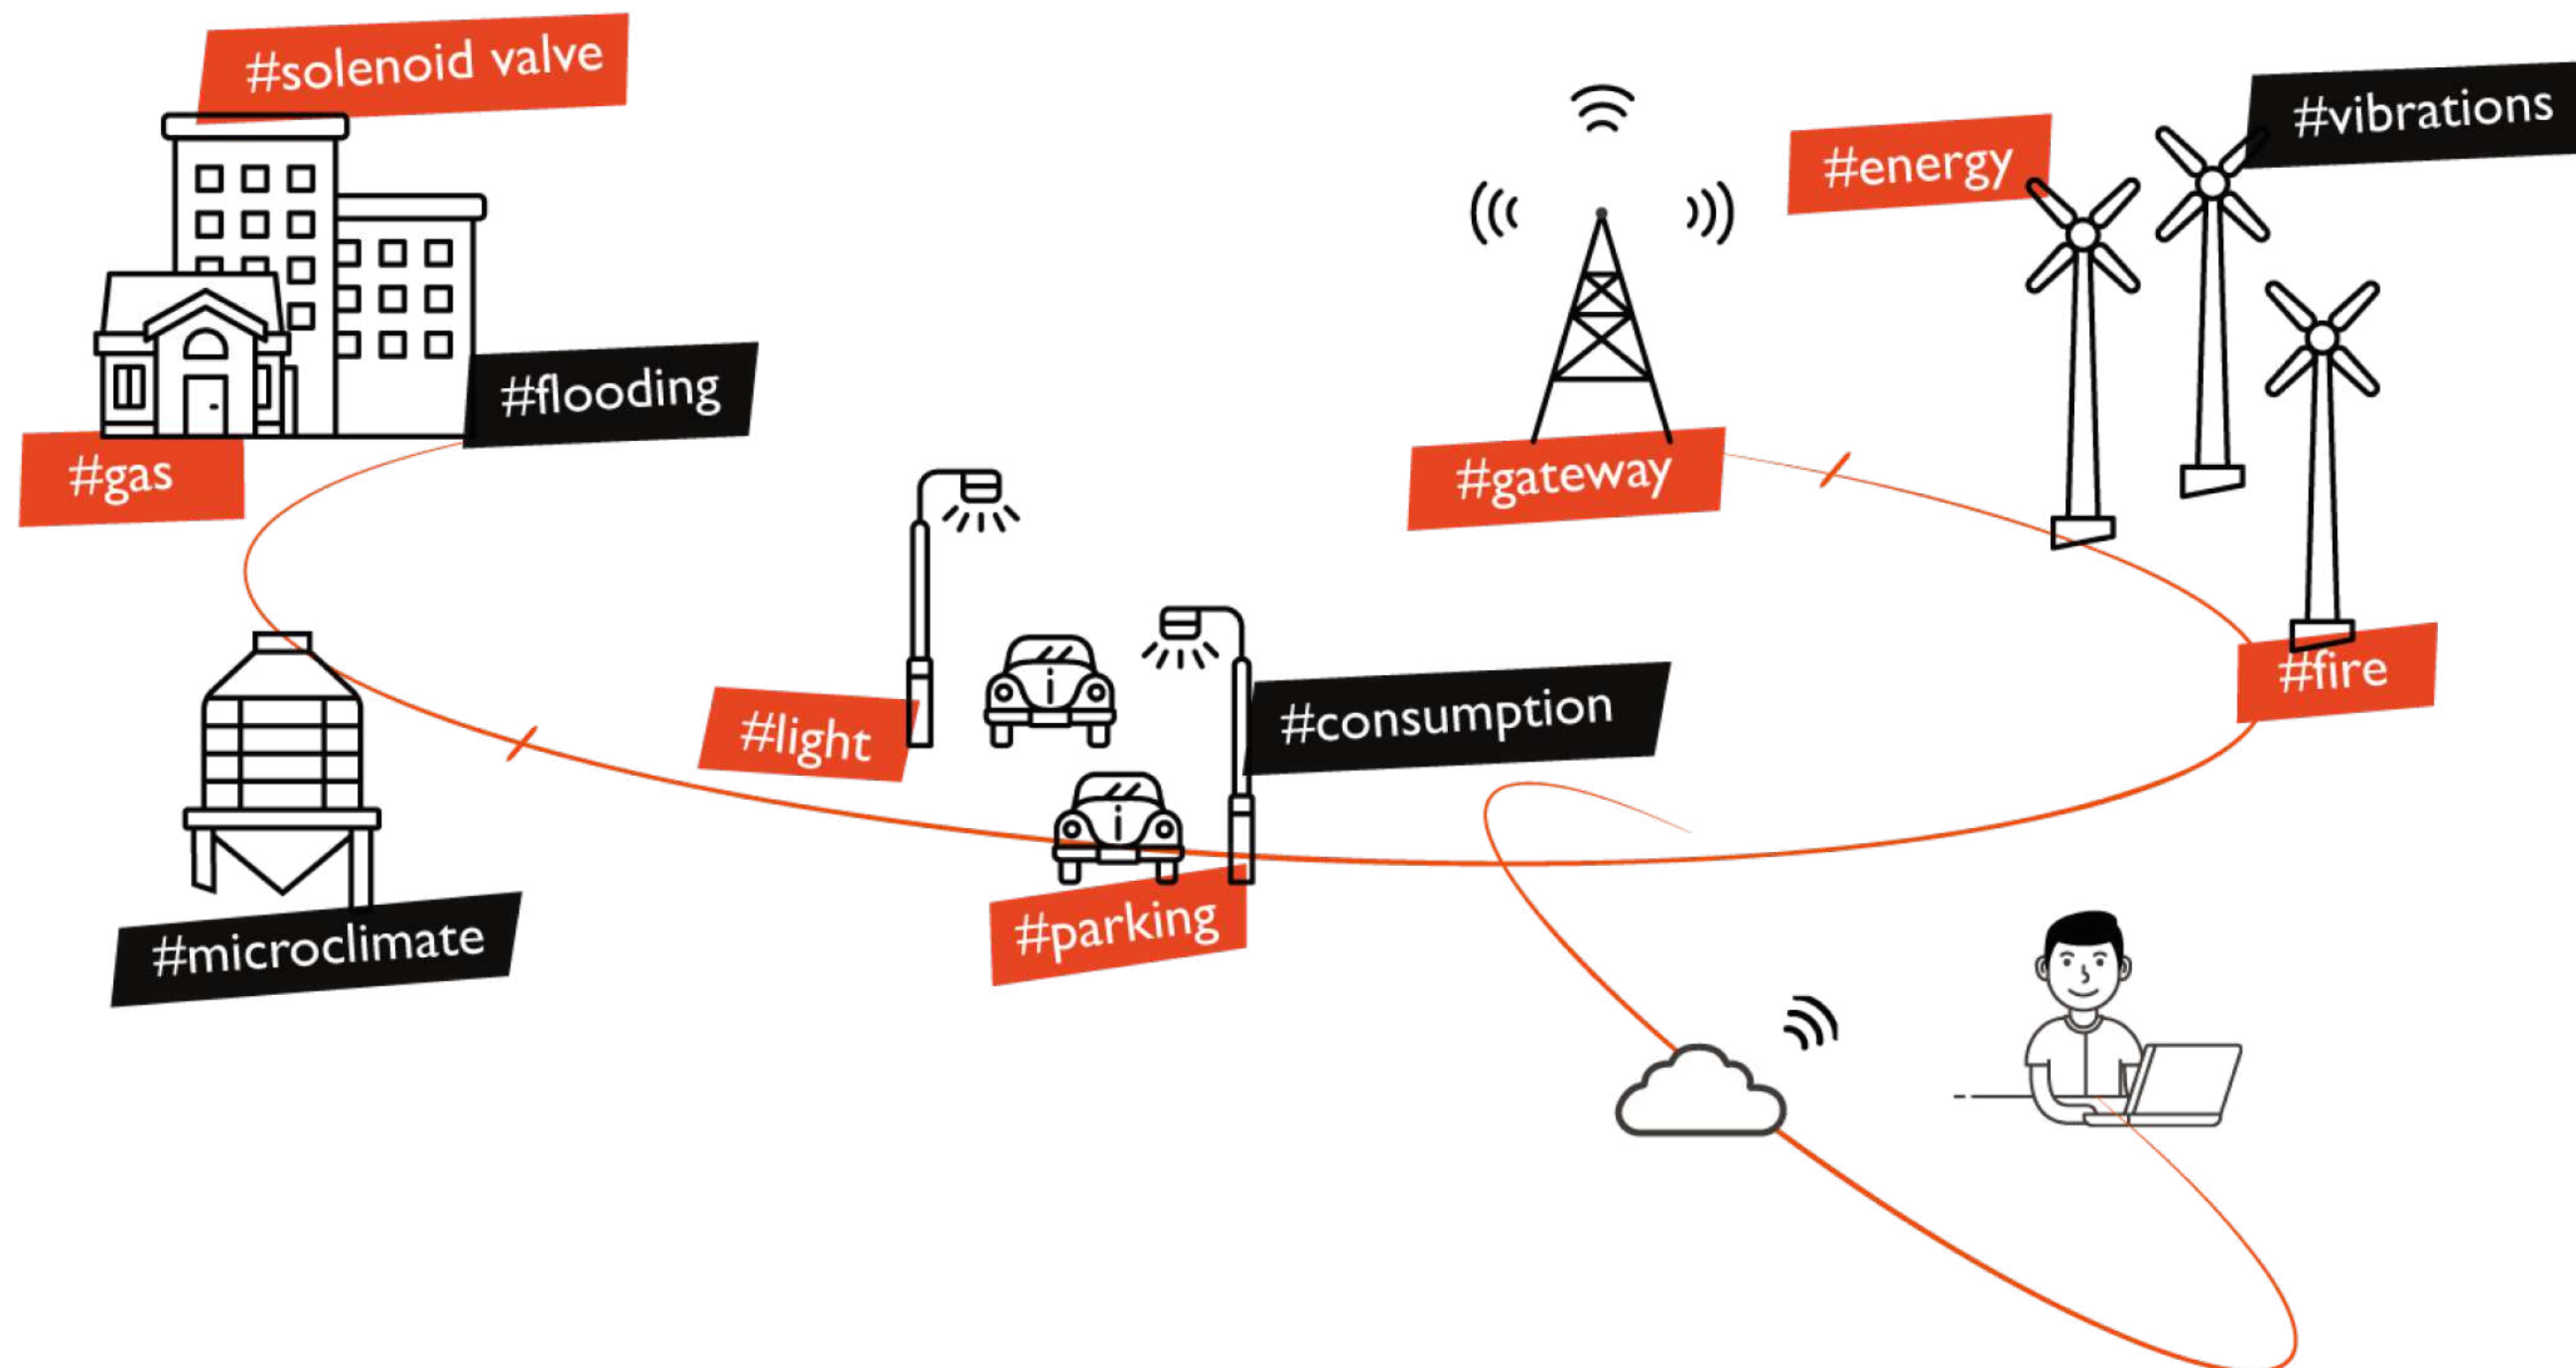 #solenoid valve
#vibrations
#energy
#flooding
#gas
#gateway
#fire
#light
#consumption
#parking
#microclimate